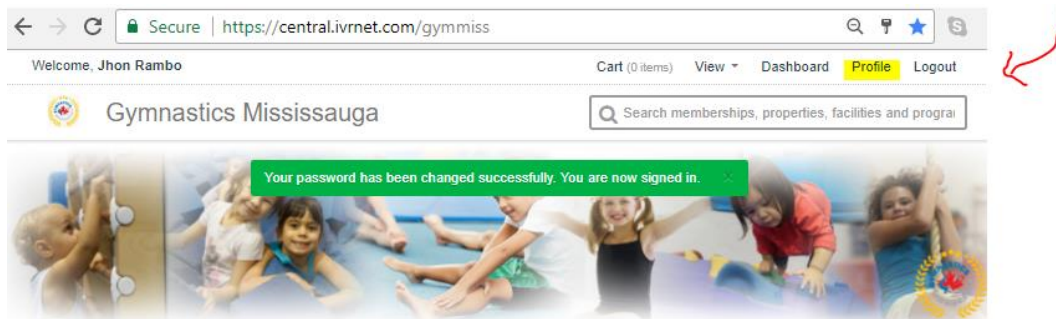 Secure | https://central.ivrnet.com/gymmiss
Welcome, Jhon Rambo Cart (0 items) View Dashboard Profile Logout
Gymnastics Mississauga Search memberships, properties, facilities and progra
Your password has been changed successfully. You are now signed in. ×